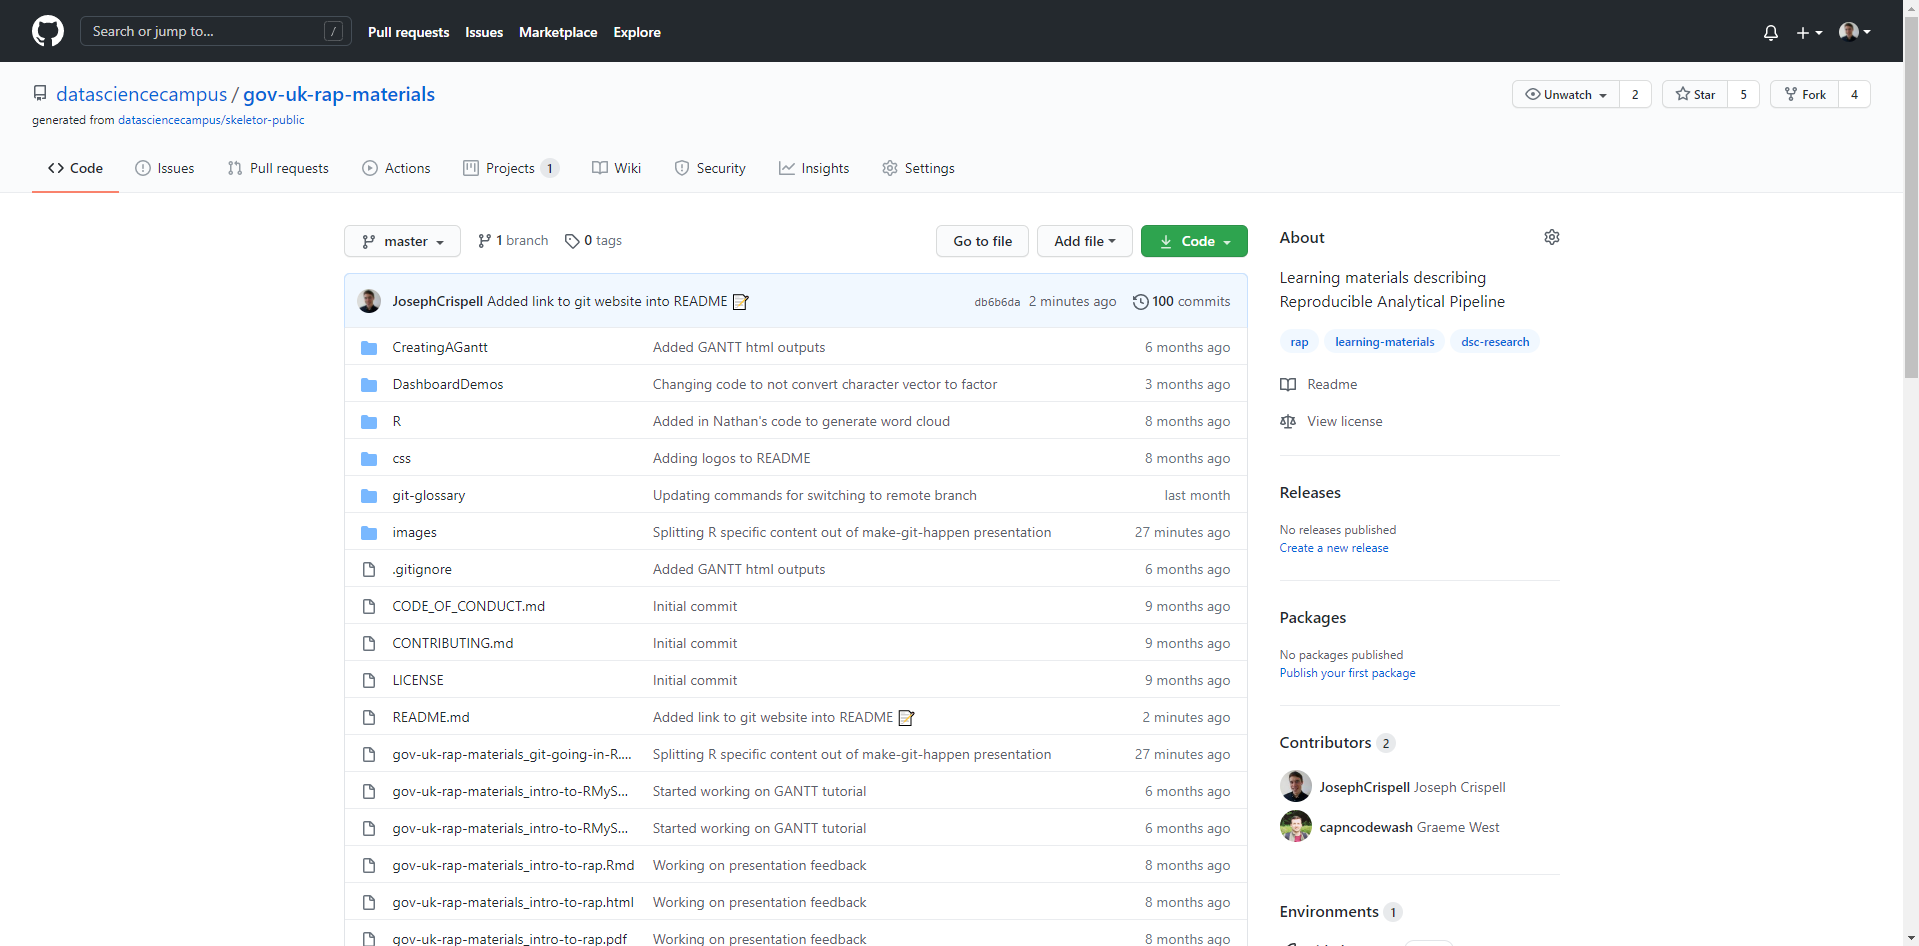 Search or jump to... /
Pull requests Issues Marketplace Explore
datasciencecampus / gov-uk-rap-materials
generated from datasciencecampus/skeletor-public
Unwatch 2 Star 5 Fork 4
Code Issues Pull requests Actions Projects 1 Wiki Security Insights Settings
master 1 branch 0 tags Go to file Add file Code
JosephCrispell Added link to git website into README 📝 db6b6da 2 minutes ago 100 commits
CreatingAGantt Added GANTT html outputs 6 months ago
DashboardDemos Changing code to not convert character vector to factor 3 months ago
R Added in Nathan's code to generate word cloud 8 months ago
css Adding logos to README 8 months ago
git-glossary Updating commands for switching to remote branch last month
images Splitting R specific content out of make-git-happen presentation 27 minutes ago
.gitignore Added GANTT html outputs 6 months ago
CODE_OF_CONDUCT.md Initial commit 9 months ago
CONTRIBUTING.md Initial commit 9 months ago
LICENSE Initial commit 9 months ago
README.md Added link to git website into README 📝 2 minutes ago
gov-uk-rap-materials_git-going-in-R.... Splitting R specific content out of make-git-happen presentation 27 minutes ago
gov-uk-rap-materials_intro-to-RMyS... Started working on GANTT tutorial 6 months ago
gov-uk-rap-materials_intro-to-RMyS... Started working on GANTT tutorial 6 months ago
gov-uk-rap-materials_intro-to-rap.Rmd Working on presentation feedback 8 months ago
gov-uk-rap-materials_intro-to-rap.html Working on presentation feedback 8 months ago
gov-uk-rap-materials_intro-to-rap.pdf Working on presentation feedback 8 months ago
About
Learning materials describing
Reproducible Analytical Pipeline
rap learning-materials dsc-research
Readme
View license
Releases
No releases published
Create a new release
Packages
No packages published
Publish your first package
Contributors 2
JosephCrispell Joseph Crispell
capncodewash Graeme West
Environments 1